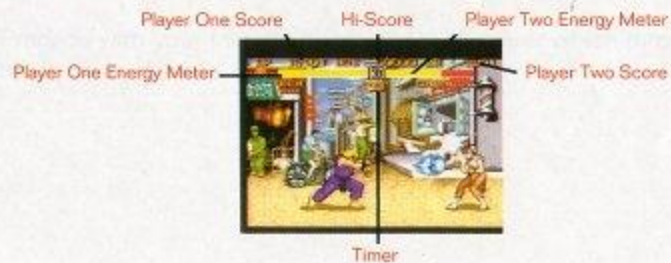 Player One Score
Hi-Score
Player Two Energy Meter
Player One Energy Meter
Player Two Score
Timer